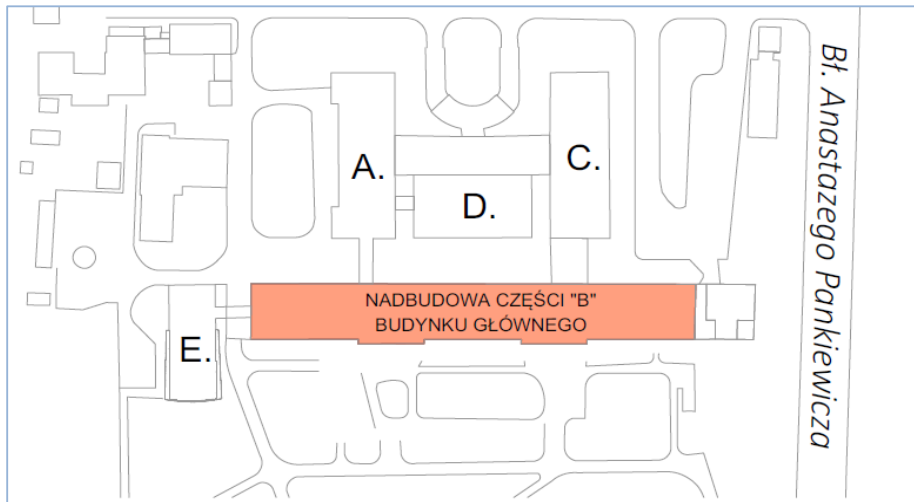 A.
C.
D.
NADBUDOWA CZĘŚCI "B"
BUDYNKU GŁÓWNEGO
E.
Bł. Anastazego Pankiewicza